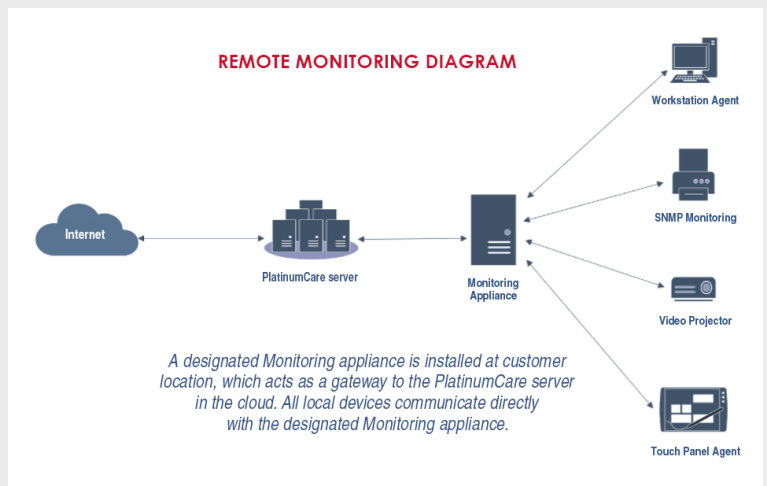 REMOTE MONITORING DIAGRAM
Workstation Agent
SNMP Monitoring
Internet
PlatinumCare server
Monitoring
Appliance
Video Projector
A designated Monitoring appliance is installed at customer
location, which acts as a gateway to the PlatinumCare server
in the cloud. All local devices communicate directly
with the designated Monitoring appliance.
Touch Panel Agent